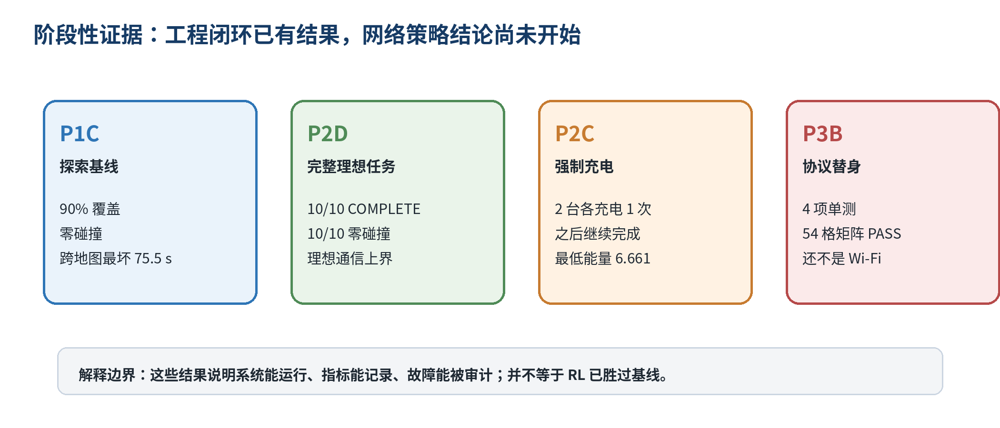 阶段性证据：工程闭环已有结果，网络策略结论尚未开始
P1C
探索基线
90% 覆盖
零碰撞
跨地图最坏 75.5 s
P2D
完整理想任务
10/10 COMPLETE
10/10 零碰撞
理想通信上界
P2C
强制充电
2 台各充电 1 次
之后继续完成
最低能量 6.661
P3B
协议替身
4 项单测
54 格矩阵 PASS
还不是 Wi-Fi
解释边界：这些结果说明系统能运行、指标能记录、故障能被审计；并不等于 RL 已胜过基线。